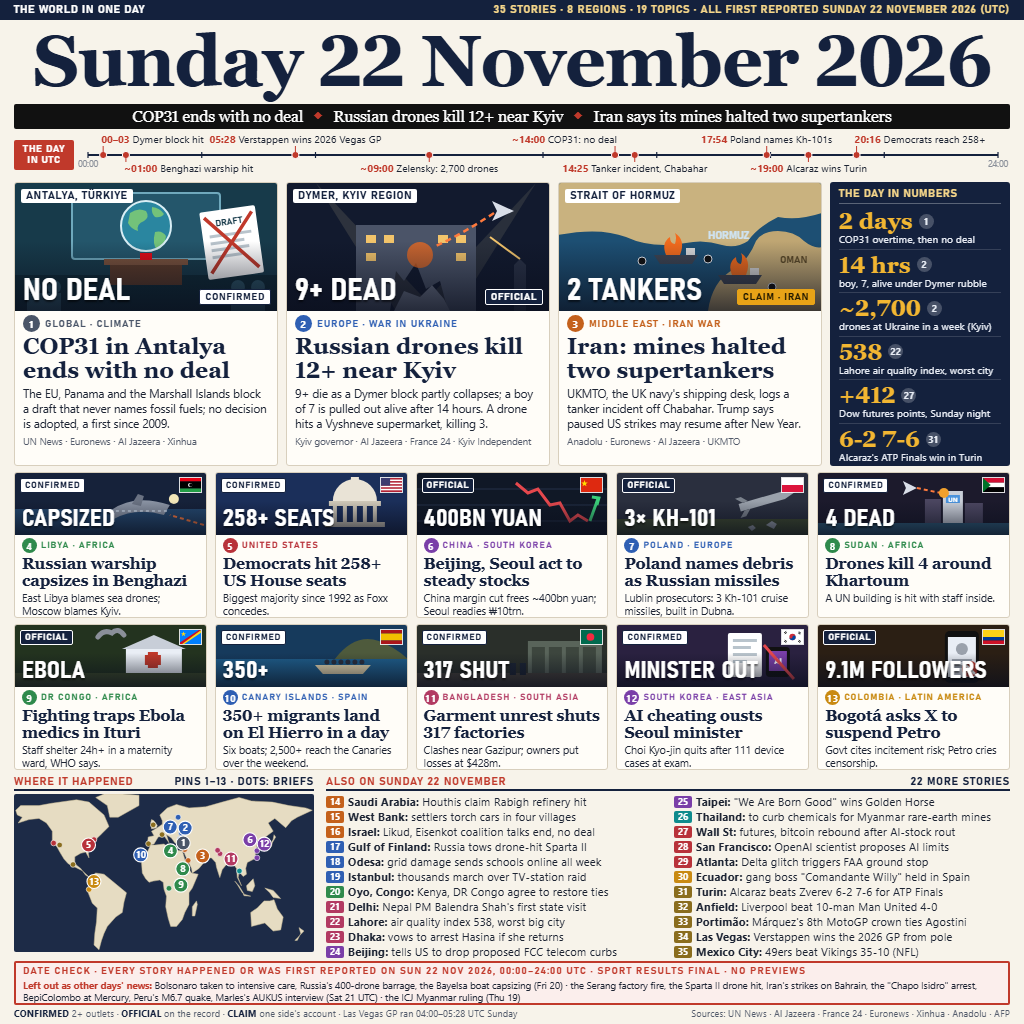 THE WORLD IN ONE DAY
35 STORIES · 8 REGIONS · 19 TOPICS · ALL FIRST REPORTED SUNDAY 22 NOVEMBER 2026 (UTC)
Sunday 22 November 2026
COP31 ends with no deal ◆ Russian drones kill 12+ near Kyiv ◆ Iran says its mines halted two supertankers
THE DAY
IN UTC
00–03 Dymer block hit 05:28 Verstappen wins 2026 Vegas GP ~14:00 COP31: no deal 17:54 Poland names Kh-101s 20:16 Democrats reach 258+
00:00 24:00
~01:00 Benghazi warship hit ~09:00 Zelensky: 2,700 drones 14:25 Tanker incident, Chabahar ~19:00 Alcaraz wins Turin
ANTALYA, TÜRKIYE
DRAFT
NO DEAL
CONFIRMED
1 GLOBAL · CLIMATE
COP31 in Antalya
ends with no deal
The EU, Panama and the Marshall Islands block
a draft that never names fossil fuels; no decision
is adopted, a first since 2009.
UN News · Euronews · Al Jazeera · Xinhua
DYMER, KYIV REGION
9+ DEAD
OFFICIAL
2 EUROPE · WAR IN UKRAINE
Russian drones kill
12+ near Kyiv
9+ die as a Dymer block partly collapses; a boy
of 7 is pulled out alive after 14 hours. A drone
hits a Vyshneve supermarket, killing 3.
Kyiv governor · Al Jazeera · France 24 · Kyiv Independent
STRAIT OF HORMUZ
HORMUZ
OMAN
2 TANKERS
CLAIM · IRAN
3 MIDDLE EAST · IRAN WAR
Iran: mines halted
two supertankers
UKMTO, the UK navy's shipping desk, logs a
tanker incident off Chabahar. Trump says
paused US strikes may resume after New Year.
Anadolu · Euronews · Al Jazeera · UKMTO
THE DAY IN NUMBERS
2 days 1
COP31 overtime, then no deal
14 hrs 2
boy, 7, alive under Dymer rubble
~2,700 2
drones at Ukraine in a week (Kyiv)
538 22
Lahore air quality index, worst city
+412 27
Dow futures points, Sunday night
6-2 7-6 31
Alcaraz's ATP Finals win in Turin
CONFIRMED
CAPSIZED
4 LIBYA · AFRICA
Russian warship
capsizes in Benghazi
East Libya blames sea drones;
Moscow blames Kyiv.
CONFIRMED
258+ SEATS
5 UNITED STATES
Democrats hit 258+
US House seats
Biggest majority since 1992 as Foxx
concedes.
OFFICIAL
400BN YUAN
6 CHINA · SOUTH KOREA
Beijing, Seoul act to
steady stocks
China margin cut frees ~400bn yuan;
Seoul readies ₩10trn.
OFFICIAL
3× KH-101
7 POLAND · EUROPE
Poland names debris
as Russian missiles
Lublin prosecutors: 3 Kh-101 cruise
missiles, built in Dubna.
CONFIRMED
UN
4 DEAD
8 SUDAN · AFRICA
Drones kill 4 around
Khartoum
A UN building is hit with staff inside.
OFFICIAL
EBOLA
9 DR CONGO · AFRICA
Fighting traps Ebola
medics in Ituri
Staff shelter 24h+ in a maternity
ward, WHO says.
CONFIRMED
350+
10 CANARY ISLANDS · SPAIN
350+ migrants land
on El Hierro in a day
Six boats; 2,500+ reach the Canaries
over the weekend.
CONFIRMED
317 SHUT
11 BANGLADESH · SOUTH ASIA
Garment unrest shuts
317 factories
Clashes near Gazipur; owners put
losses at $428m.
CONFIRMED
AI
MINISTER OUT
12 SOUTH KOREA · EAST ASIA
AI cheating ousts
Seoul minister
Choi Kyo-jin quits after 111 device
cases at exam.
OFFICIAL
9.1M FOLLOWERS
13 COLOMBIA · LATIN AMERICA
Bogotá asks X to
suspend Petro
Govt cites incitement risk; Petro cries
censorship.
WHERE IT HAPPENED PINS 1–13 · DOTS: BRIEFS
7 2 1 5 10 4 3 6 12 11 8 9 13
ALSO ON SUNDAY 22 NOVEMBER 22 MORE STORIES
14 Saudi Arabia: Houthis claim Rabigh refinery hit
15 West Bank: settlers torch cars in four villages
16 Israel: Likud, Eisenkot coalition talks end, no deal
17 Gulf of Finland: Russia tows drone-hit Sparta II
18 Odesa: grid damage sends schools online all week
19 Istanbul: thousands march over TV-station raid
20 Oyo, Congo: Kenya, DR Congo agree to restore ties
21 Delhi: Nepal PM Balendra Shah's first state visit
22 Lahore: air quality index 538, worst big city
23 Dhaka: vows to arrest Hasina if she returns
24 Beijing: tells US to drop proposed FCC telecom curbs
25 Taipei: "We Are Born Good" wins Golden Horse
26 Thailand: to curb chemicals for Myanmar rare-earth mines
27 Wall St: futures, bitcoin rebound after AI-stock rout
28 San Francisco: OpenAI scientist proposes AI limits
29 Atlanta: Delta glitch triggers FAA ground stop
30 Ecuador: gang boss "Comandante Willy" held in Spain
31 Turin: Alcaraz beats Zverev 6-2 7-6 for ATP Finals
32 Anfield: Liverpool beat 10-man Man United 4-0
33 Portimão: Márquez's 8th MotoGP crown ties Agostini
34 Las Vegas: Verstappen wins the 2026 GP from pole
35 Mexico City: 49ers beat Vikings 35-10 (NFL)
DATE CHECK · EVERY STORY HAPPENED OR WAS FIRST REPORTED ON SUN 22 NOV 2026, 00:00–24:00 UTC · SPORT RESULTS FINAL · NO PREVIEWS
Left out as other days' news: Bolsonaro taken to intensive care, Russia's 400-drone barrage, the Bayelsa boat capsizing (Fri 20) · the Serang factory fire, the Sparta II drone hit, Iran's strikes on Bahrain, the "Chapo Isidro" arrest,
BepiColombo at Mercury, Peru's M6.7 quake, Marles's AUKUS interview (Sat 21 UTC) · the ICJ Myanmar ruling (Thu 19)
CONFIRMED 2+ outlets · OFFICIAL on the record · CLAIM one side's account · Las Vegas GP ran 04:00–05:28 UTC Sunday
Sources: UN News · Al Jazeera · France 24 · Euronews · Xinhua · Anadolu · AFP